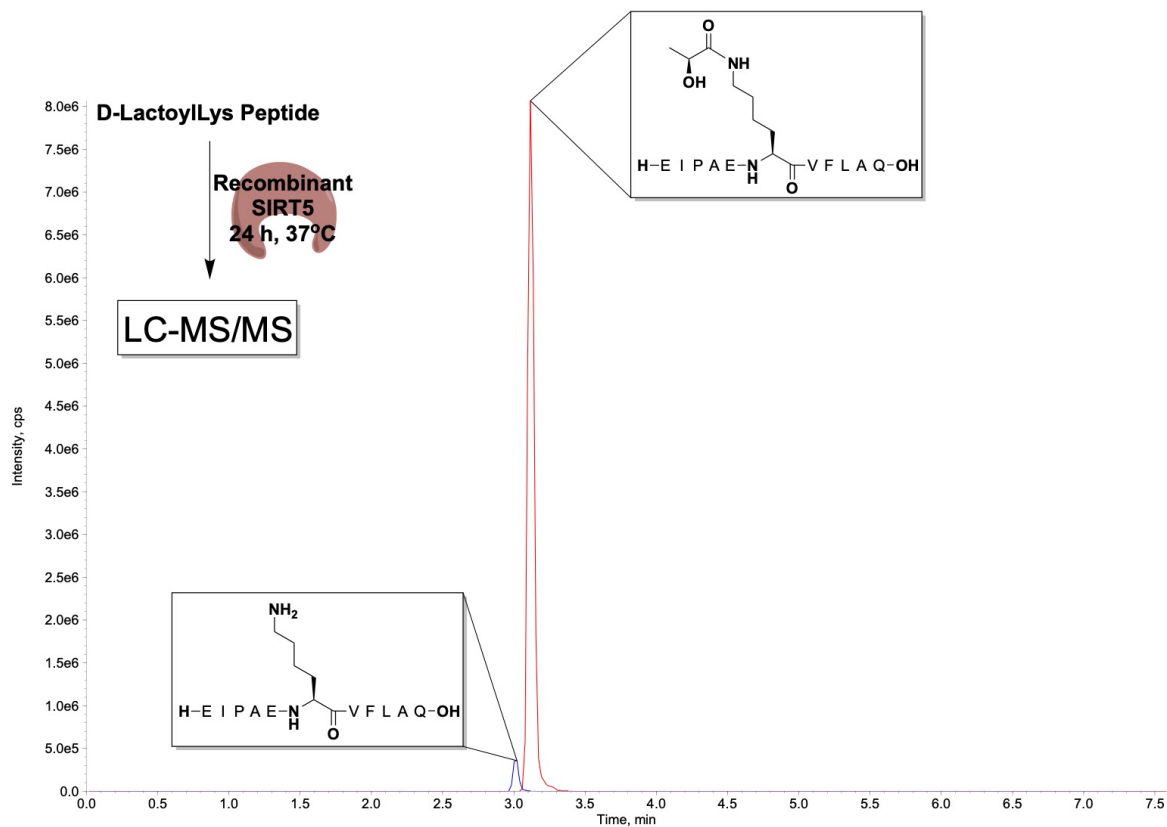 D-LactoylLys Peptide
Recombinant
SIRT5
24 h, 37°C
LC-MS/MS
O
NH
OH
H-E I P A E-N
H
O
V F L A Q-OH
NH2
H-E I P A E-N
H
O
V F L A Q-OH
Intensity, cps
8.0e6
7.5e6
7.0e6
6.5e6
6.0e6
5.5e6
5.0e6
4.5e6
4.0e6
3.5e6
3.0e6
2.5e6
2.0e6
1.5e6
1.0e6
5.0e5
0.0
0.0 0.5 1.0 1.5 2.0 2.5 3.0 3.5 4.0 4.5 5.0 5.5 6.0 6.5 7.0 7.5
Time, min